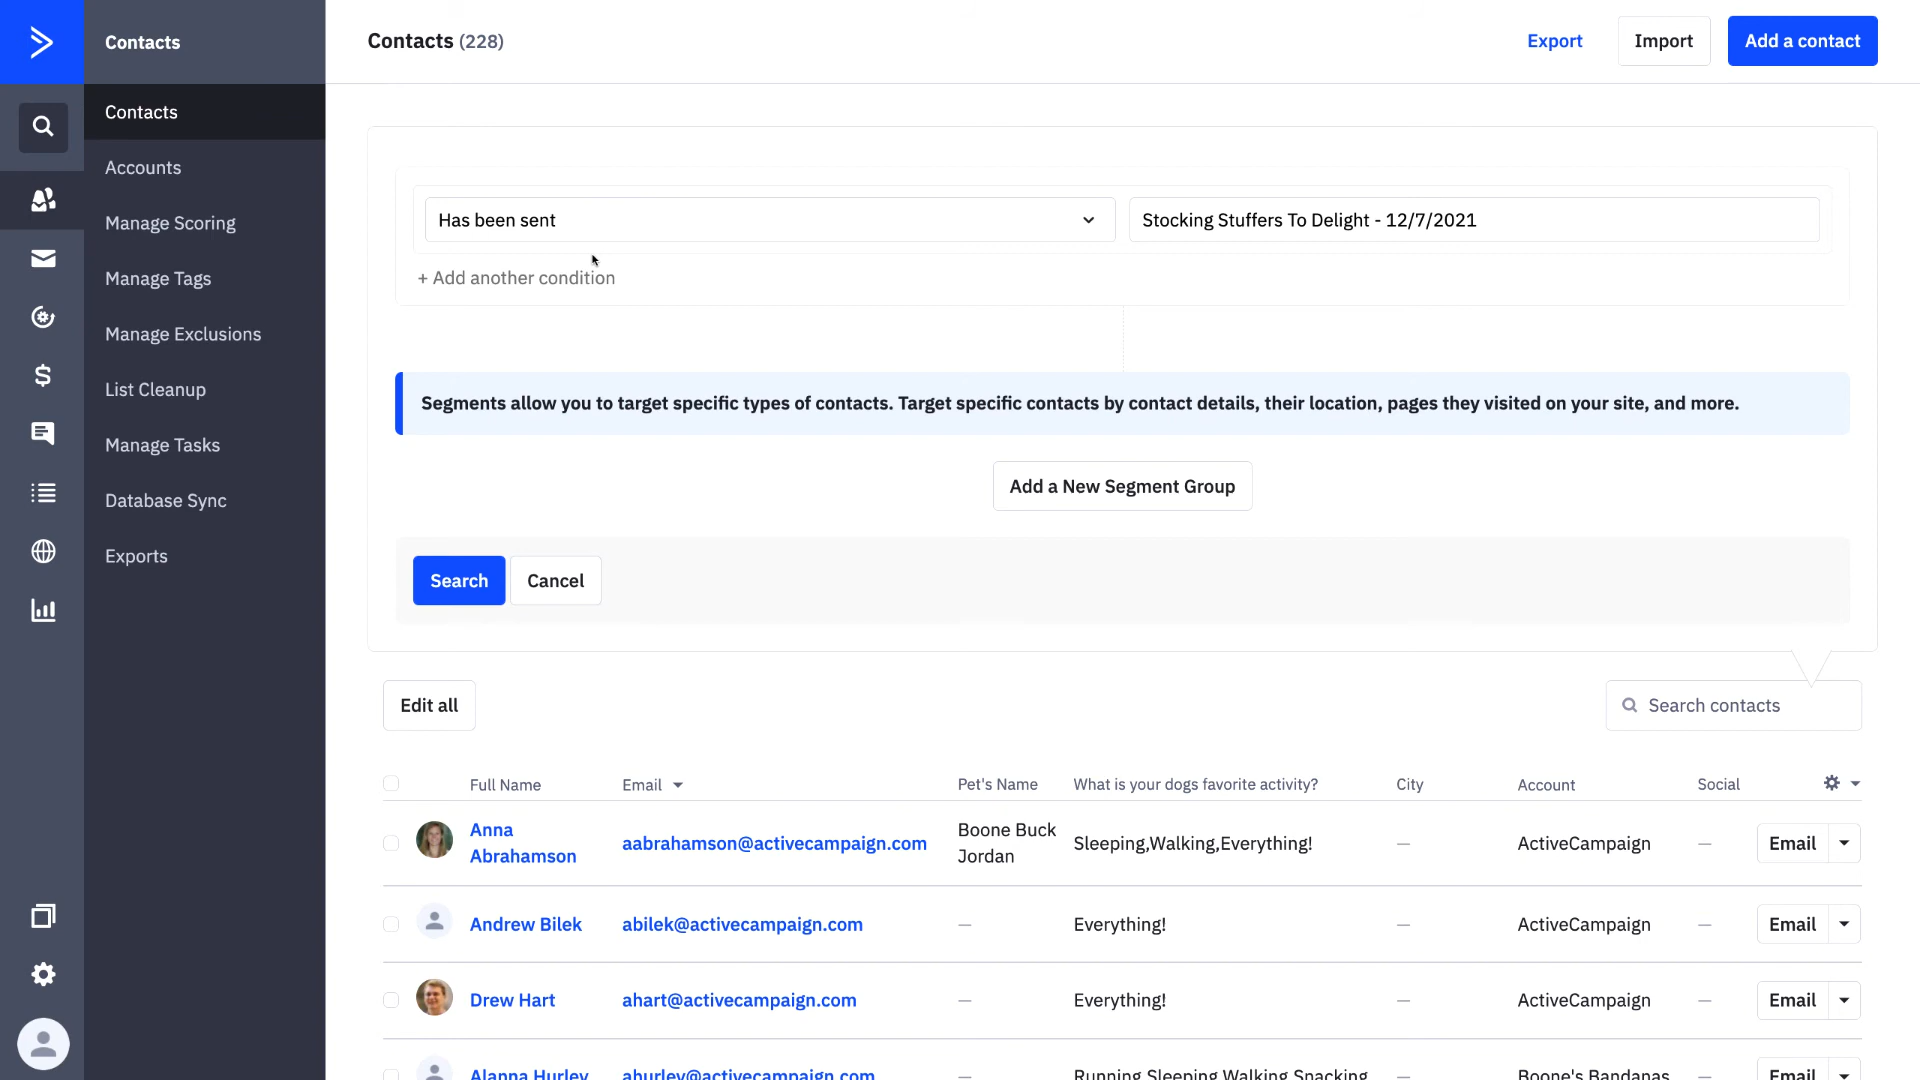 Contacts
Contacts (228)
Export
Import
Add a contact
Contacts
Accounts
Manage Scoring
Manage Tags
Manage Exclusions
List Cleanup
Manage Tasks
Database Sync
Exports
Has been sent
Stocking Stuffers To Delight - 12/7/2021
+ Add another condition
Segments allow you to target specific types of contacts. Target specific contacts by contact details, their location, pages they visited on your site, and more.
Add a New Segment Group
Search
Cancel
Edit all
Search contacts
Full Name Email Pet's Name What is your dogs favorite activity? City Account Social
Anna Abrahamson aabrahamson@activecampaign.com Boone Buck Jordan Sleeping,Walking,Everything! — ActiveCampaign — Email
Andrew Bilek abilek@activecampaign.com — Everything! — ActiveCampaign — Email
Drew Hart ahart@activecampaign.com — Everything! — ActiveCampaign — Email
Alanna Hurley ahurley@activecampaign.com — Running,Sleeping,Walking,Snacking, — Boone's Bandanas — Email